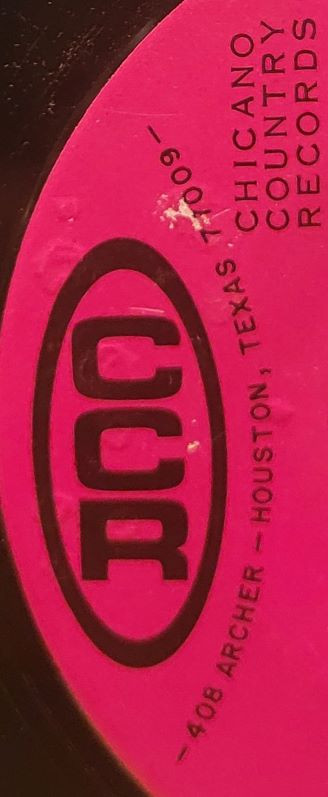 CCR
- 408 ARCHER - HOUSTON, TEXAS 77009 -
CHICANO
COUNTRY
RECORDS